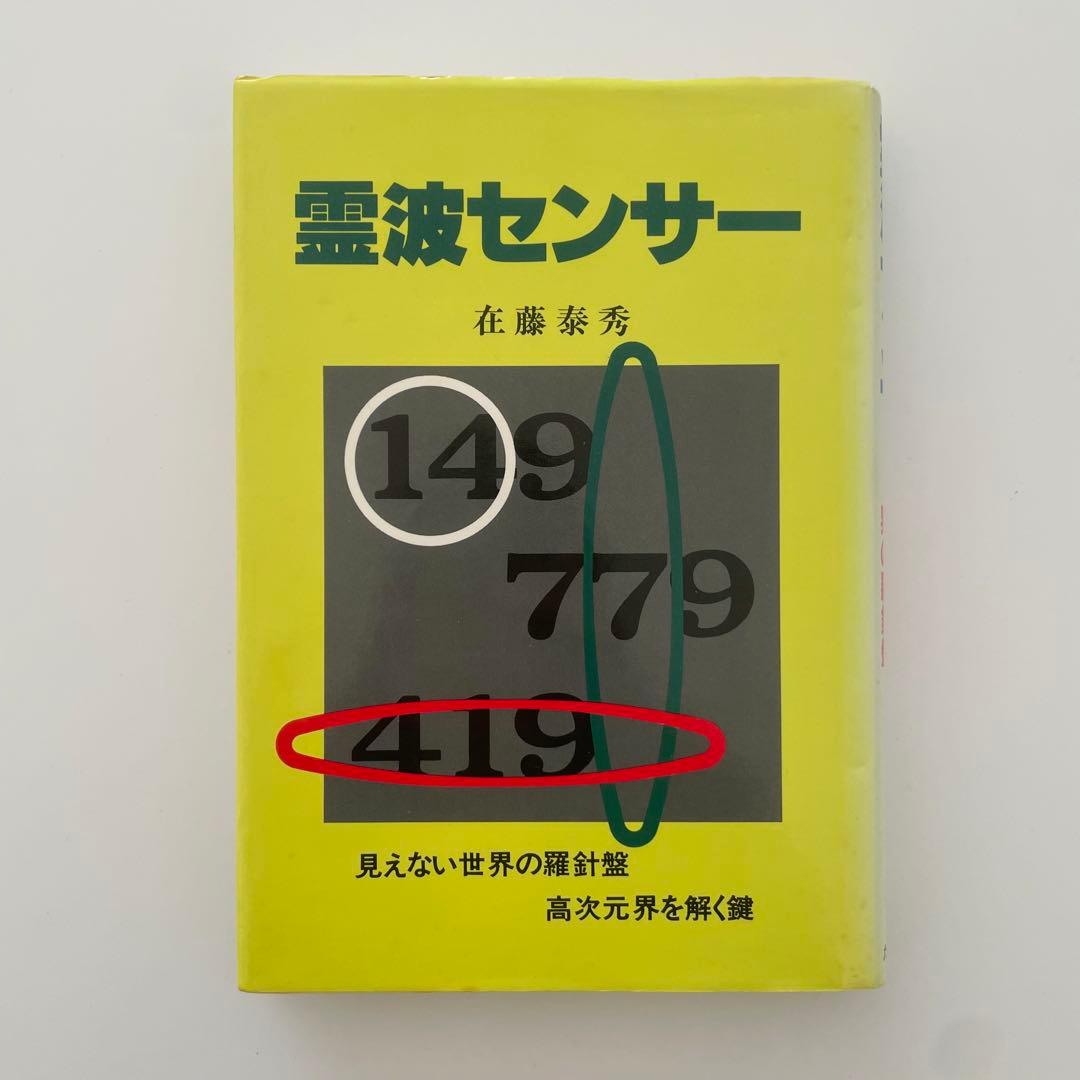 霊波センサー
在藤泰秀
149
779
419
見えない世界の羅針盤
高次元界を解く鍵